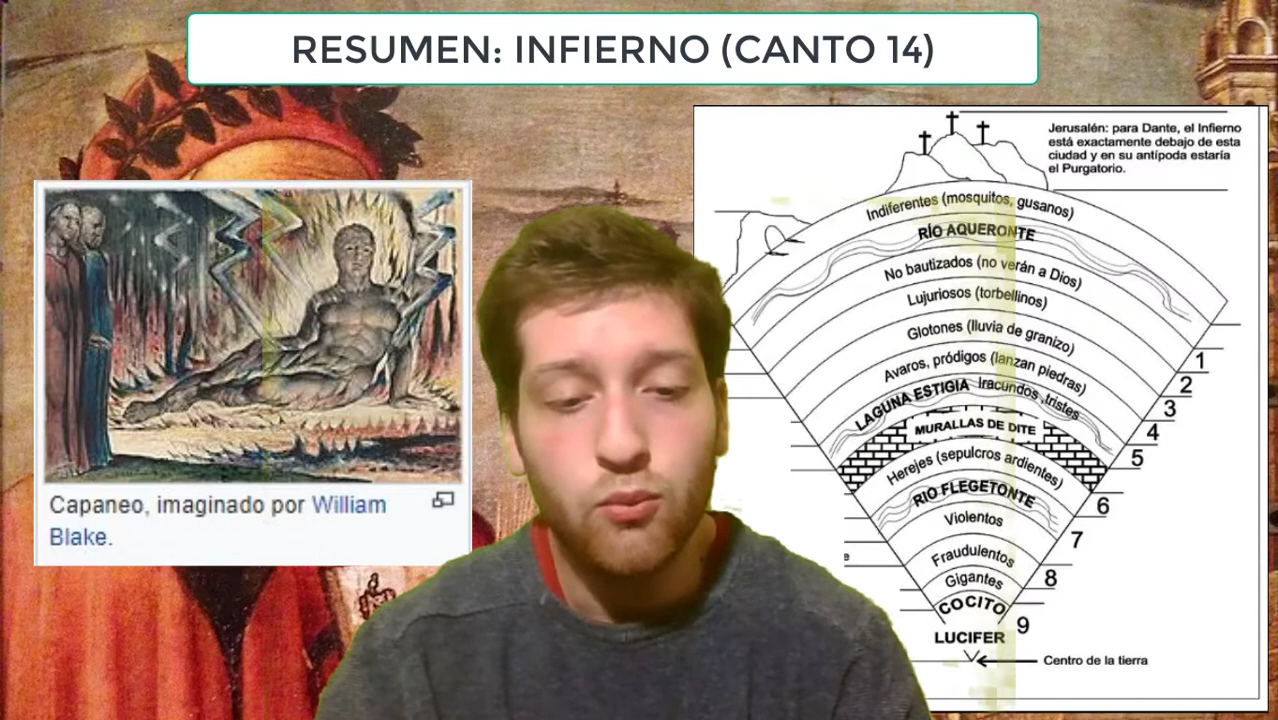 RESUMEN: INFIERNO (CANTO 14)
Capaneo, imaginado por William
Blake.
Jerusalén: para Dante, el Infierno
está exactamente debajo de esta
ciudad y en su antípoda estaría
el Purgatorio.
Indiferentes (mosquitos, gusanos)
RÍO AQUERONTE
No bautizados (no verán a Dios)
Lujuriosos (torbellinos)
Glotones (lluvia de granizo)
Avaros, pródigos (lanzan piedras)
LAGUNA ESTIGIA Iracundos ,tristes
MURALLAS DE DITE
Herejes (sepulcros ardientes)
RIO FLEGETONTE
Violentos
Fraudulentos
Gigantes
COCITO
LUCIFER
1
2
3
4
5
6
7
8
9
e
Centro de la tierra